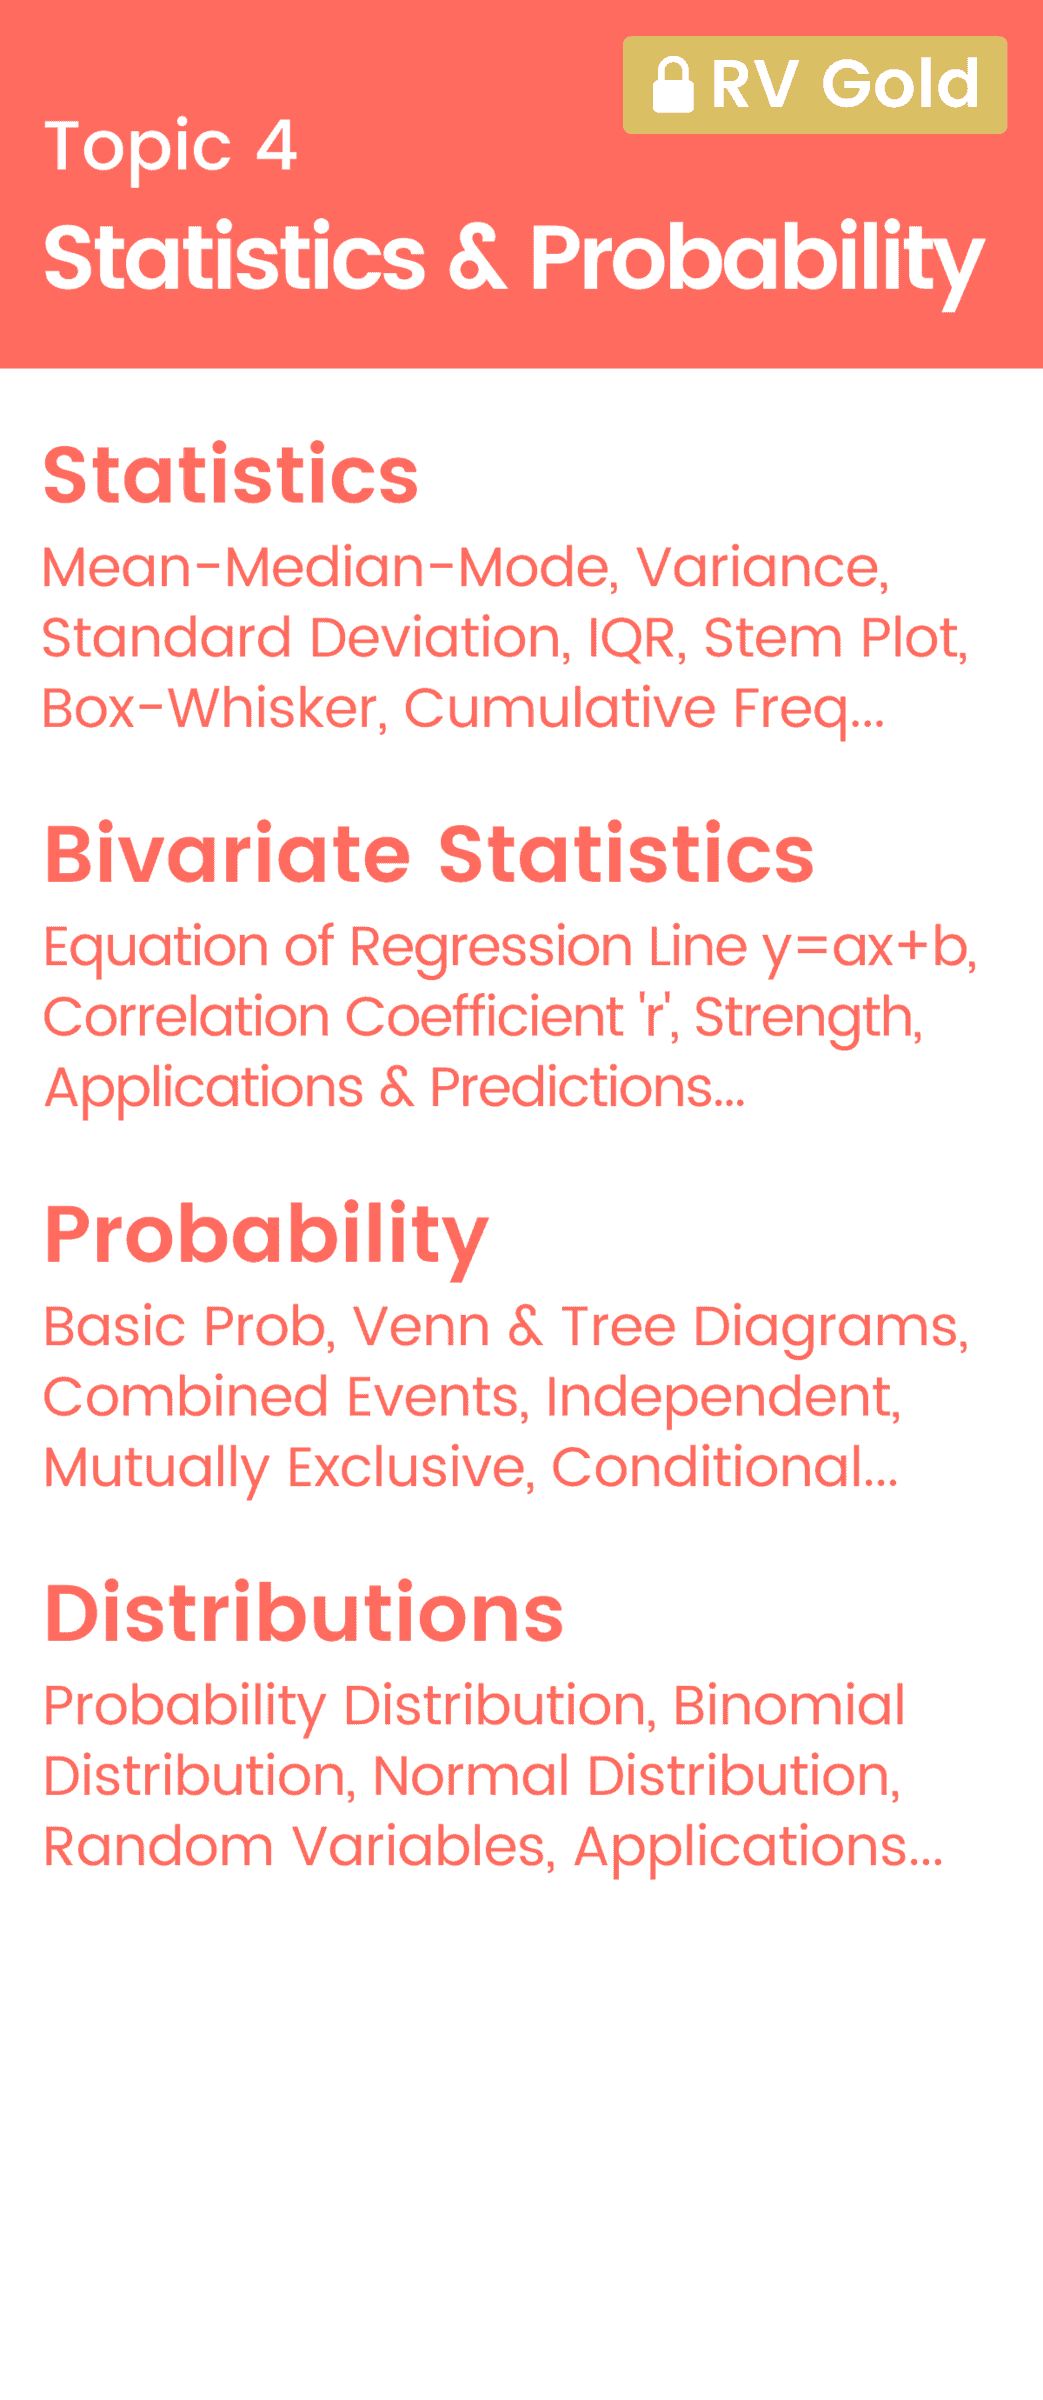 RV Gold
Topic 4
Statistics & Probability
Statistics
Mean-Median-Mode, Variance,
Standard Deviation, IQR, Stem Plot,
Box-Whisker, Cumulative Freq...
Bivariate Statistics
Equation of Regression Line y=ax+b,
Correlation Coefficient 'r', Strength,
Applications & Predictions...
Probability
Basic Prob, Venn & Tree Diagrams,
Combined Events, Independent,
Mutually Exclusive, Conditional...
Distributions
Probability Distribution, Binomial
Distribution, Normal Distribution,
Random Variables, Applications...